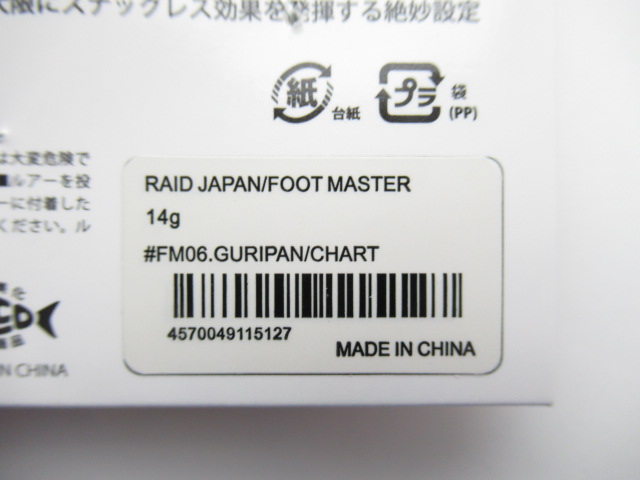 にスナッグレス効果を発揮する絶妙設定
紙
台紙
プラ
袋
(PP)
は大変危険で
ルアーを投
ーに付着した
ください。ル
RAID JAPAN/FOOT MASTER
14g
#FM06.GURIPAN/CHART
4570049115127
MADE IN CHINA
CD
IN CHINA